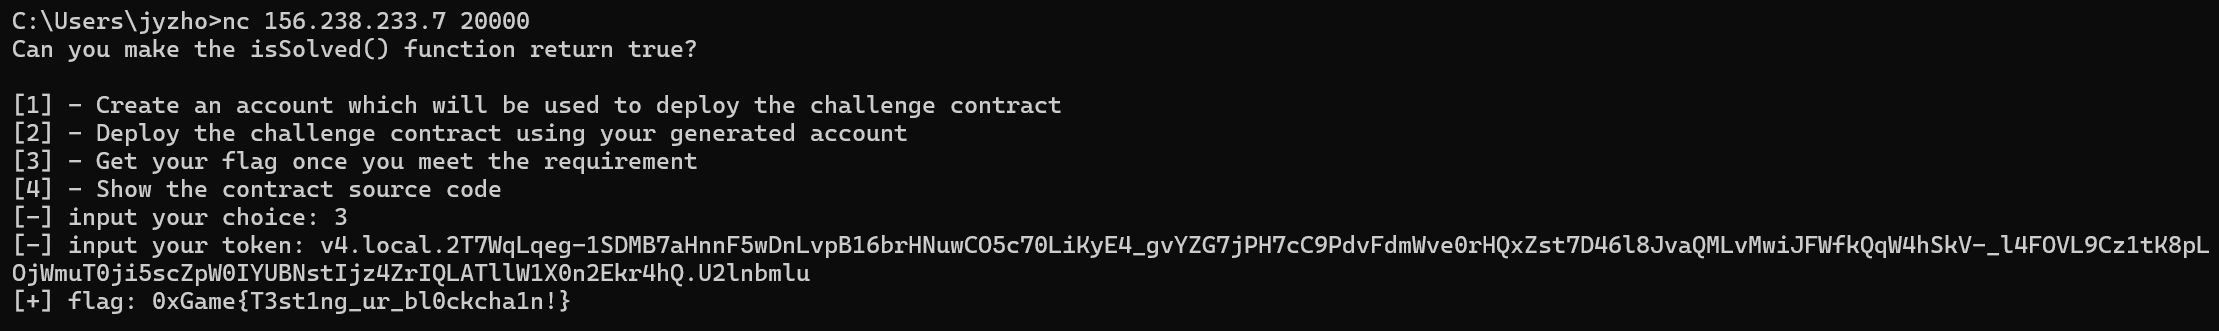 C:\Users\jyzho>nc 156.238.233.7 20000
Can you make the isSolved() function return true?
[1] - Create an account which will be used to deploy the challenge contract
[2] - Deploy the challenge contract using your generated account
[3] - Get your flag once you meet the requirement
[4] - Show the contract source code
[-] input your choice: 3
[-] input your token: v4.local.2T7WqLqeg-1SDMB7aHnnF5wDnLvpB16brHNuwCO5c70LiKyE4_gvYZG7jPH7cC9PdvFdmWve0rHQxZst7D46l8JvaQMLvMwiJFWfkQqW4hSkV-_l4FOVL9Cz1tK8pL
OjWmuT0ji5scZpW0IYUBNstIjz4ZrIQLATllW1X0n2Ekr4hQ.U2lnbmlu
[+] flag: 0xGame{T3st1ng_ur_bl0ckcha1n!}